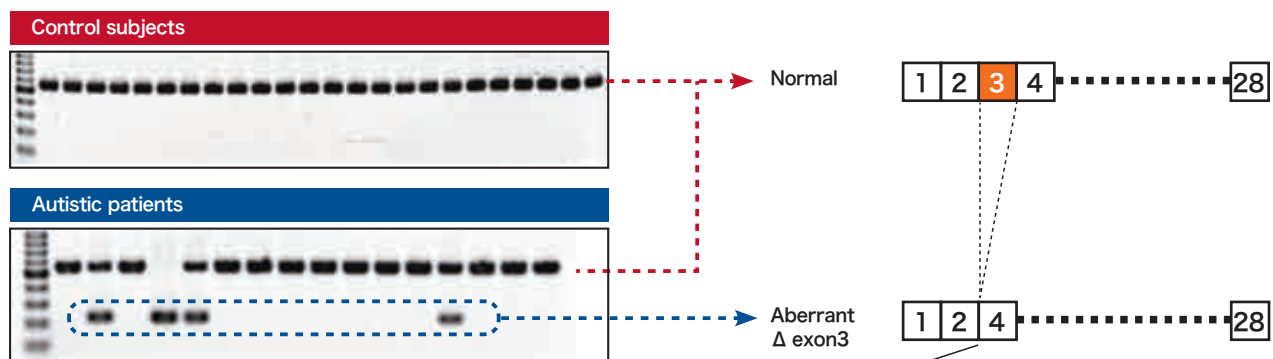 Control subjects
Normal
1 2 3 4 28
Autistic patients
Aberrant
Δ exon3
1 2 4 28